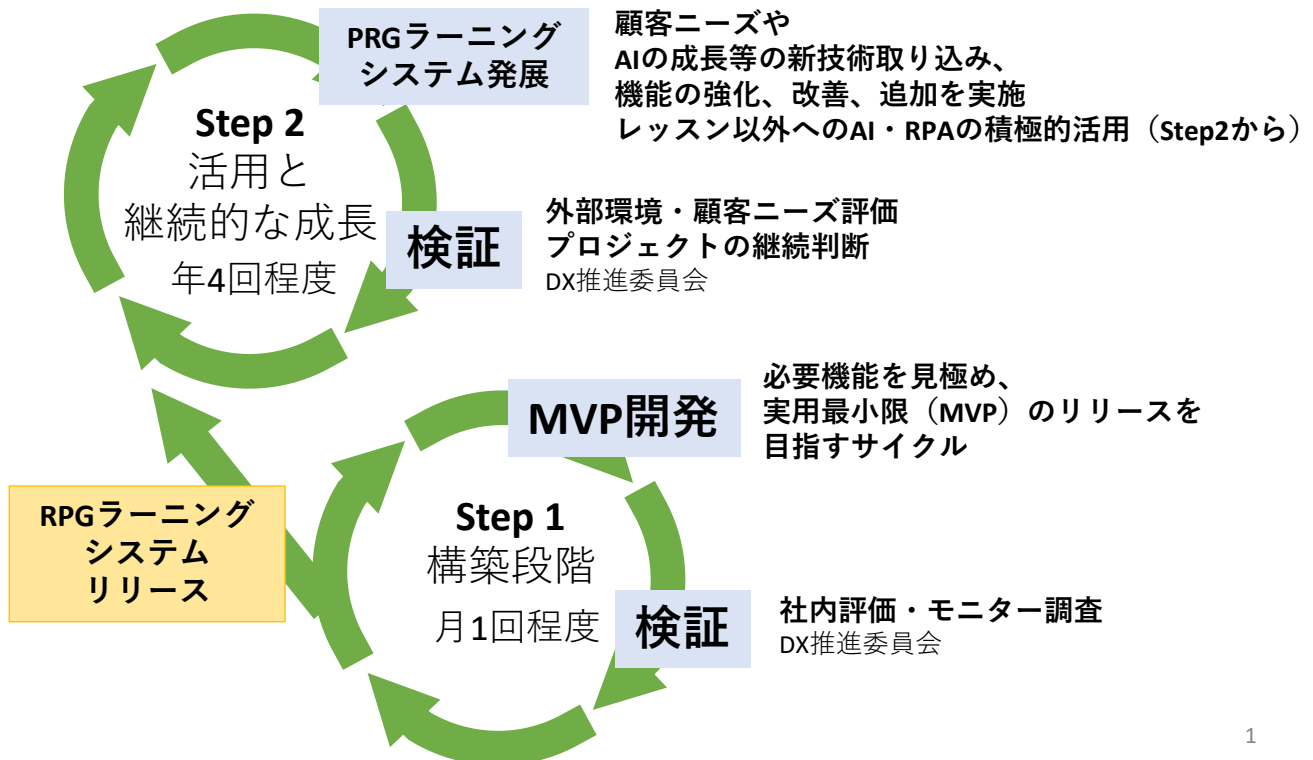 PRGラーニング
システム発展
顧客ニーズや
AIの成長等の新技術取り込み、
機能の強化、改善、追加を実施
レッスン以外へのAI・RPAの積極的活用（Step2から）
Step 2
活用と
継続的な成長
年4回程度
検証
外部環境・顧客ニーズ評価
プロジェクトの継続判断
DX推進委員会
MVP開発
必要機能を見極め、
実用最小限（MVP）のリリースを
目指すサイクル
RPGラーニング
システム
リリース
Step 1
構築段階
月1回程度
検証
社内評価・モニター調査
DX推進委員会
1